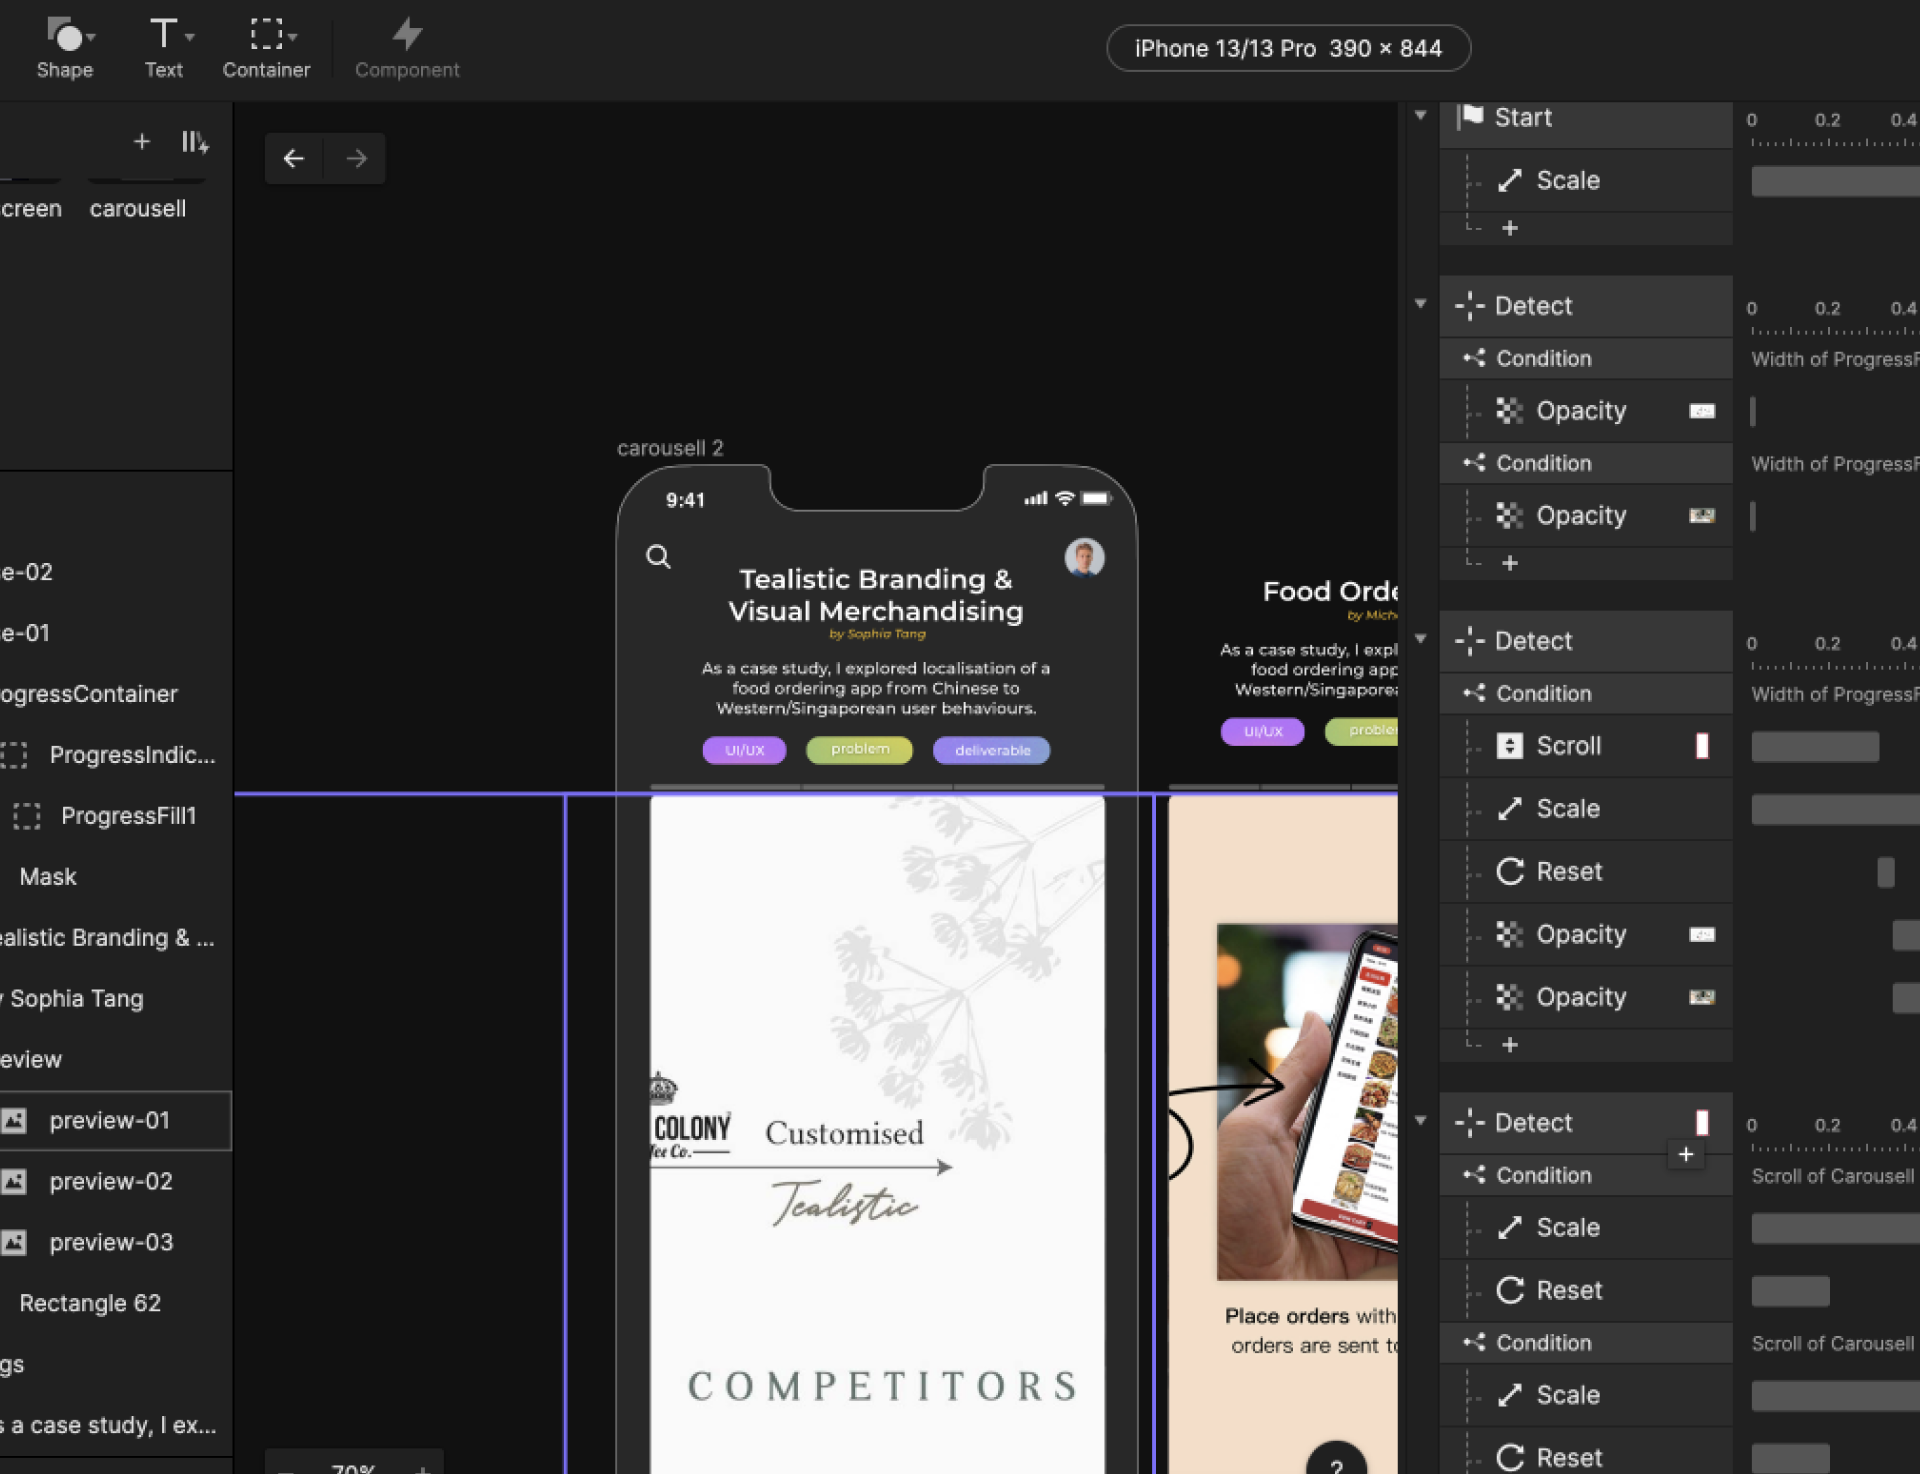 Shape
Text
Container
Component
iPhone 13/13 Pro 390 × 844
creen
carousell
e-02
e-01
ogressContainer
ProgressIndic...
ProgressFill1
Mask
ealistic Branding & ...
y Sophia Tang
eview
preview-01
preview-02
preview-03
Rectangle 62
gs
s a case study, I ex...
carousell 2
9:41
Tealistic Branding &
Visual Merchandising
by Sophia Tang
As a case study, I explored localisation of a
food ordering app from Chinese to
Western/Singaporean user behaviours.
UI/UX
problem
deliverable
COLONY
Customised
Tealistic
COMPETITORS
70%
Food Orde
by Mich
As a case study, I expl
food ordering app
Western/Singaporea
UI/UX
proble
Place orders with
orders are sent to
?
Start
0 0.2 0.4
Scale
+
Detect
0 0.2 0.4
Condition
Width of ProgressF
Opacity
Condition
Width of ProgressF
Opacity
+
Detect
0 0.2 0.4
Condition
Width of ProgressF
Scroll
Scale
Reset
Opacity
Opacity
+
Detect
0 0.2 0.4
+
Condition
Scroll of Carousell
Scale
Reset
Condition
Scroll of Carousell
Scale
Reset